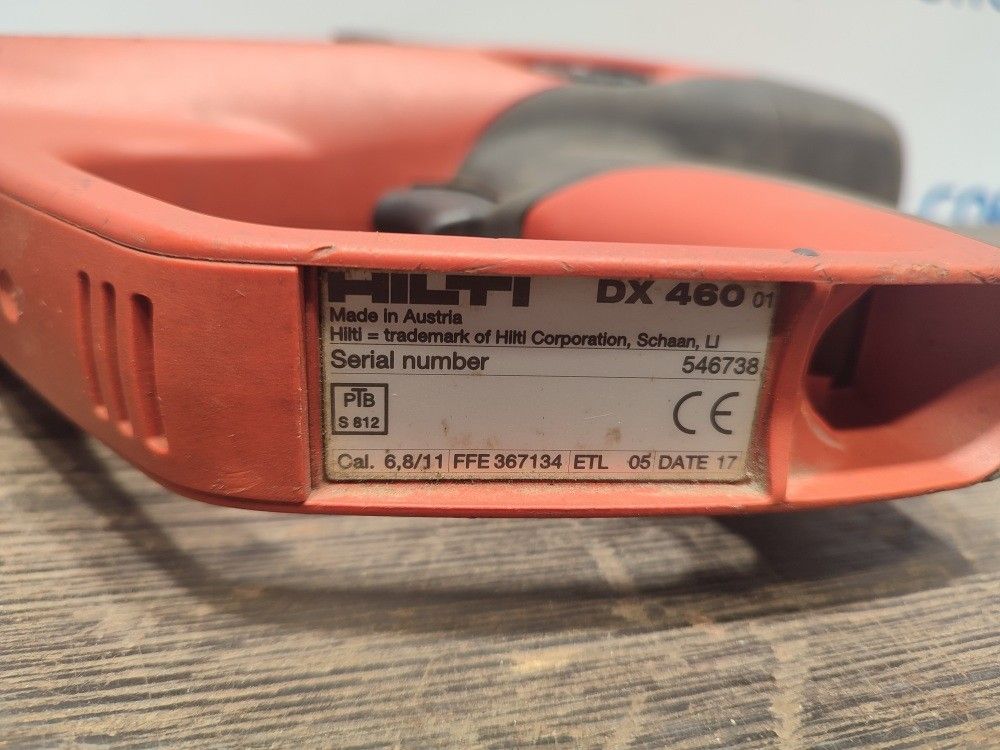 HILTI DX 460 01
Made in Austria
Hilti = trademark of Hilti Corporation, Schaan, LI
Serial number 546738
PTB
S 812
CE
Cal. 6,8/11 FFE 367134 ETL 05 DATE 17